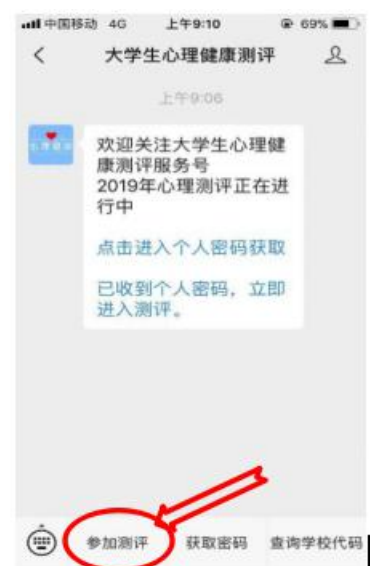 中国移动 4G 上午9:10 69%
大学生心理健康测评
上午9:06
欢迎关注大学生心理健
康测评服务号
2019年心理测评正在进
行中
点击进入个人密码获取
已收到个人密码，立即
进入测评。
参加测评 获取密码 查询学校代码